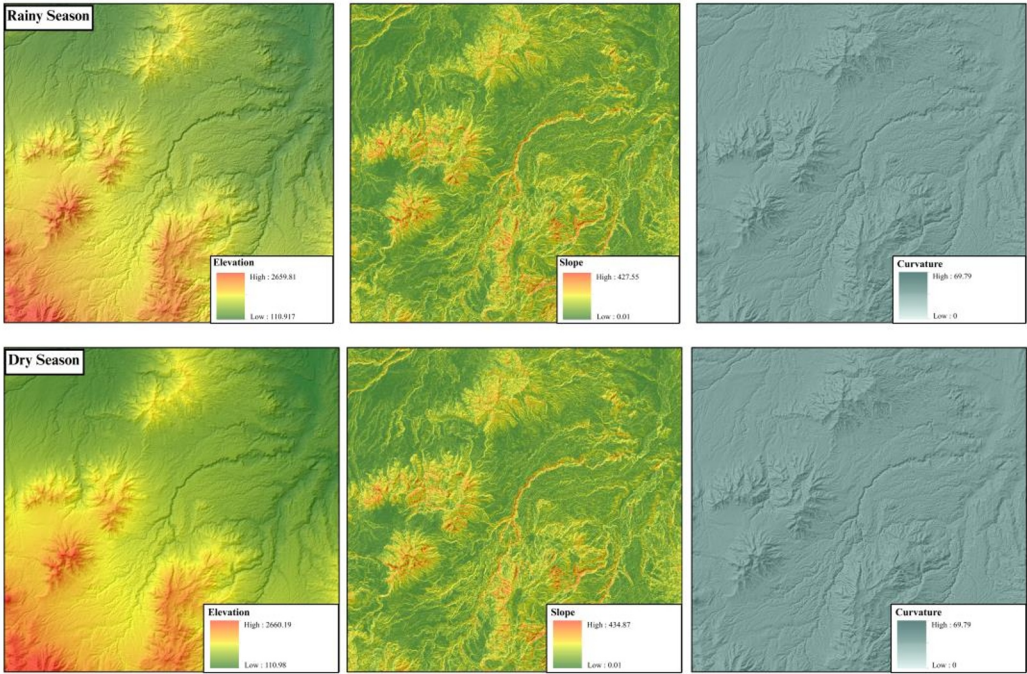 Rainy Season
Elevation
High : 2659.81
Low : 110.917
Slope
High : 427.55
Low : 0.01
Curvature
High : 69.79
Low : 0
Dry Season
Elevation
High : 2660.19
Low : 110.98
Slope
High : 434.87
Low : 0.01
Curvature
High : 69.79
Low : 0